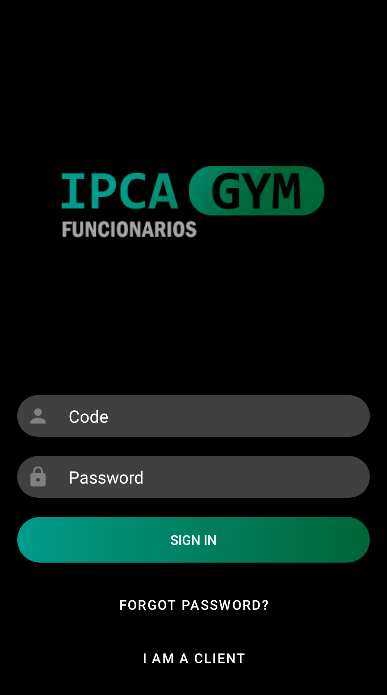 IPCA GYM
FUNCIONARIOS
Code
Password
SIGN IN
FORGOT PASSWORD?
I AM A CLIENT